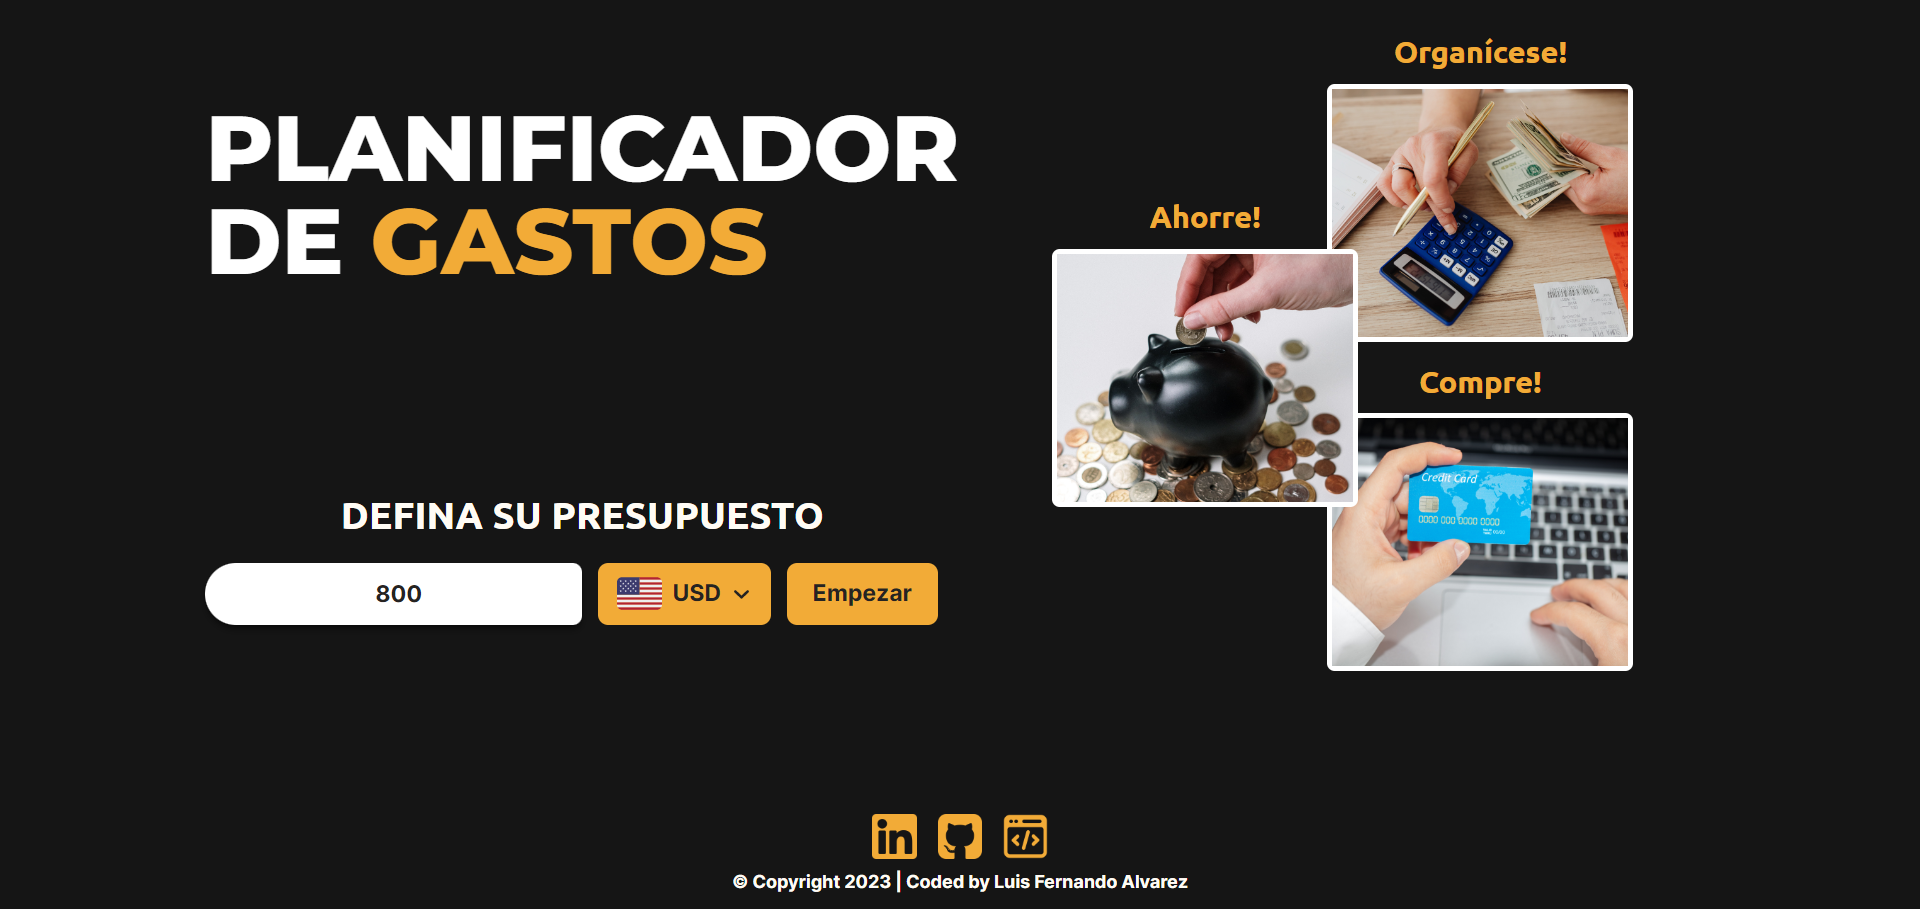 PLANIFICADOR
DE GASTOS
DEFINA SU PRESUPUESTO
800
USD
Empezar
Organícese!
Ahorre!
Compre!
Credit Card
0000 000 0000 0000
in
</>
© Copyright 2023 | Coded by Luis Fernando Alvarez